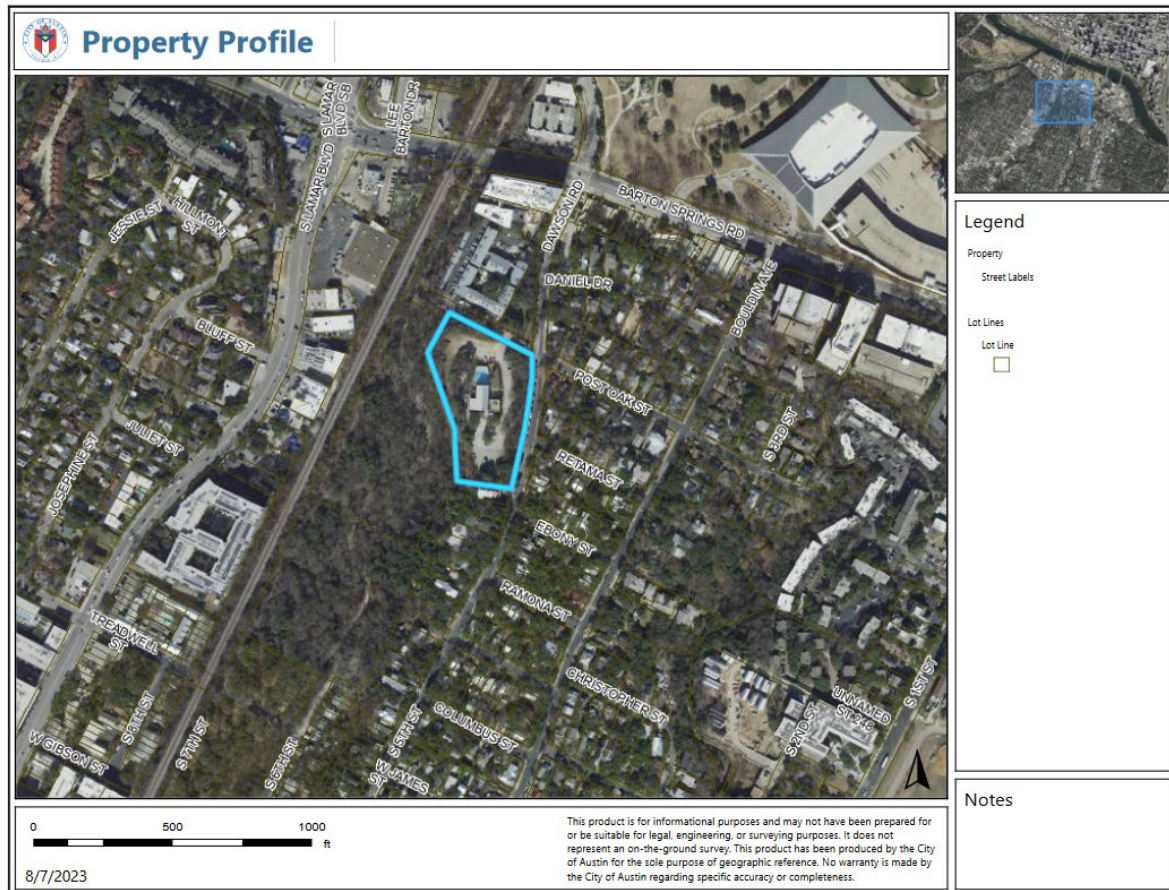 CITY OF AUSTIN
Property Profile
S LAMAR BLVD SB
S LAMAR
BLVD SB
LEE
BARTON DR
S LAMAR BLVD
JESSIE ST
HILLMONT
ST
DAWSON RD
BARTON SPRINGS RD
DANIEL DR
BOULDIN AVE
BLUFF ST
POST OAK ST
S 3RD ST
JULIET ST
JOSEPHINE ST
RETAMA ST
EBONY ST
RAMONA ST
TREADWELL
ST
CHRISTOPHER ST
UNNAMED
S 1ST ST
S 2ND ST
COLUMBUS ST
S 8TH ST
S 7TH ST
S 6TH ST
S 5TH ST
W GIBSON ST
W JAMES
ST
Legend
Property
Street Labels
Lot Lines
Lot Line
Notes
0 500 1000
ft
8/7/2023
This product is for informational purposes and may not have been prepared for
or be suitable for legal, engineering, or surveying purposes. It does not
represent an on-the-ground survey. This product has been produced by the City
of Austin for the sole purpose of geographic reference. No warranty is made by
the City of Austin regarding specific accuracy or completeness.